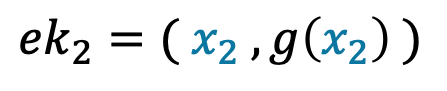 ek₂ = ( x₂ , g(x₂) )